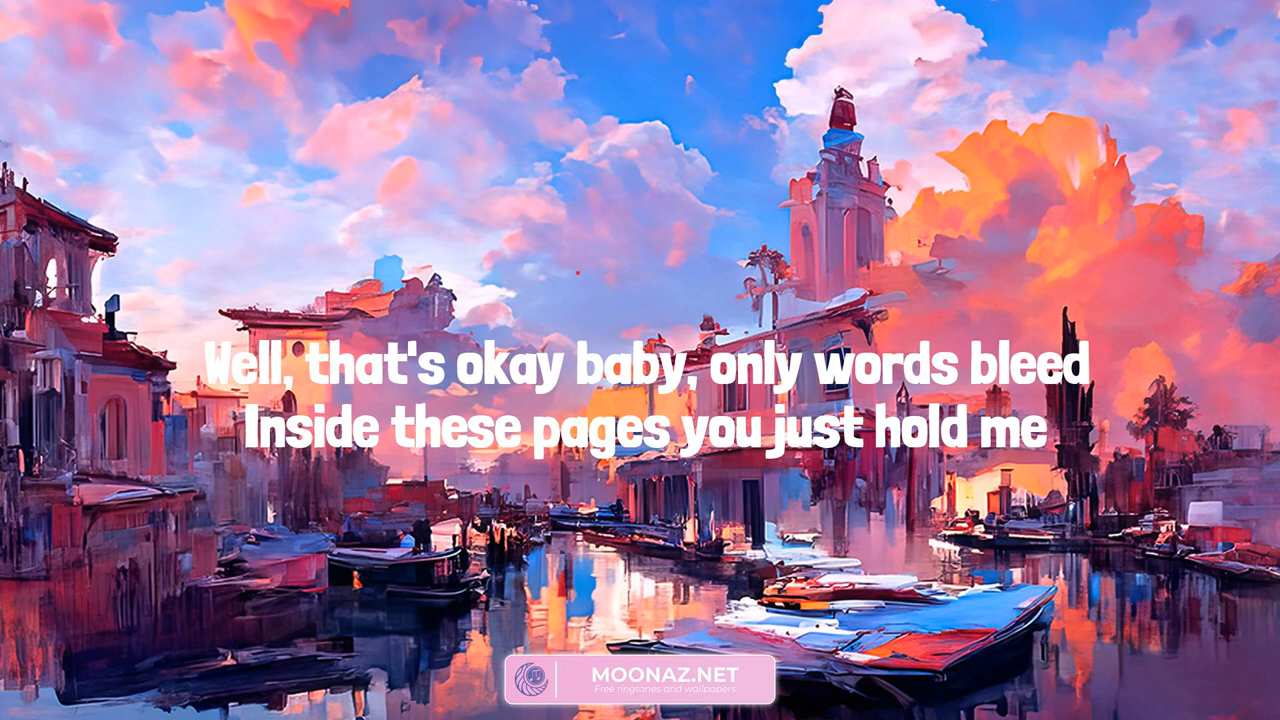 Well, that's okay baby, only words bleed
Inside these pages you just hold me
MOONAZ.NET
Free ringtones and wallpapers